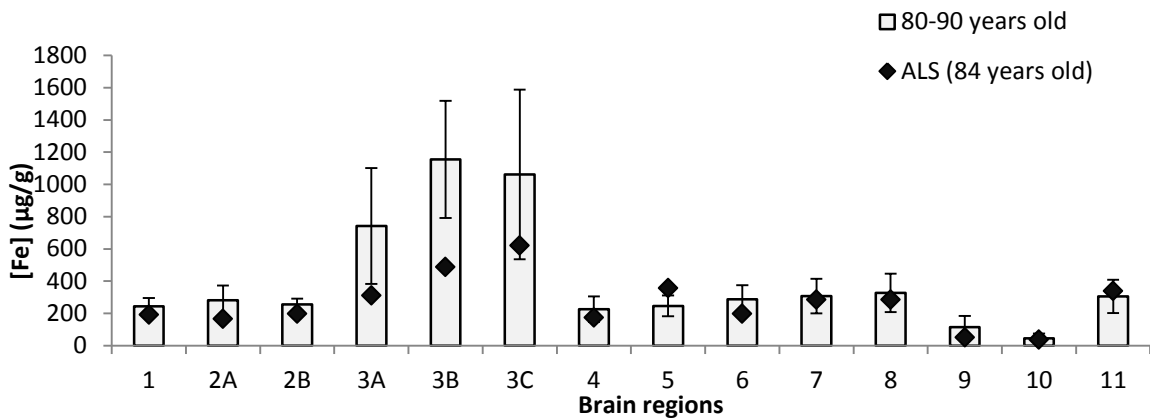 80-90 years old
ALS (84 years old)
1800
1600
1400
1200
1000
800
600
400
200
0
[Fe] (µg/g)
1 2A 2B 3A 3B 3C 4 5 6 7 8 9 10 11
Brain regions